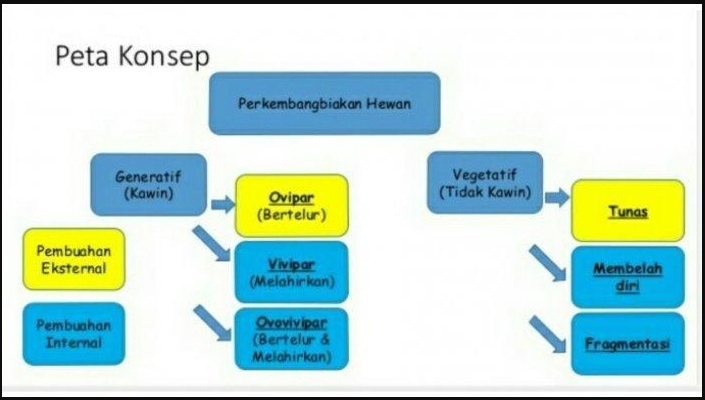 Peta Konsep
Perkembangbiakan Hewan
Generatif
(Kawin)
Ovipar
(Bertelur)
Vivipar
(Melahirkan)
Ovovivipar
(Bertelur &
Melahirkan)
Pembuahan
Eksternal
Pembuahan
Internal
Vegetatif
(Tidak Kawin)
Tunas
Membelah
diri
Fragmentasi